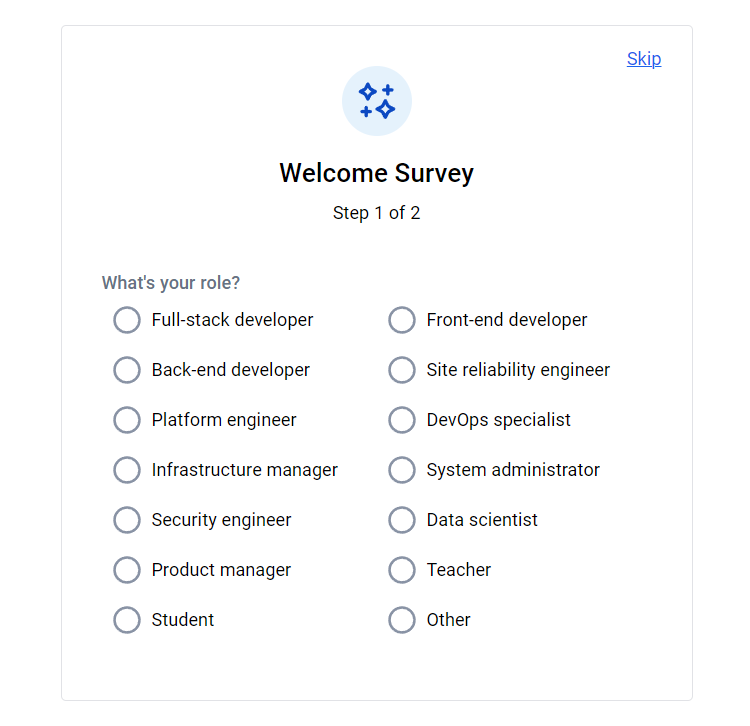 Skip
Welcome Survey
Step 1 of 2
What's your role?
Full-stack developer
Front-end developer
Back-end developer
Site reliability engineer
Platform engineer
DevOps specialist
Infrastructure manager
System administrator
Security engineer
Data scientist
Product manager
Teacher
Student
Other